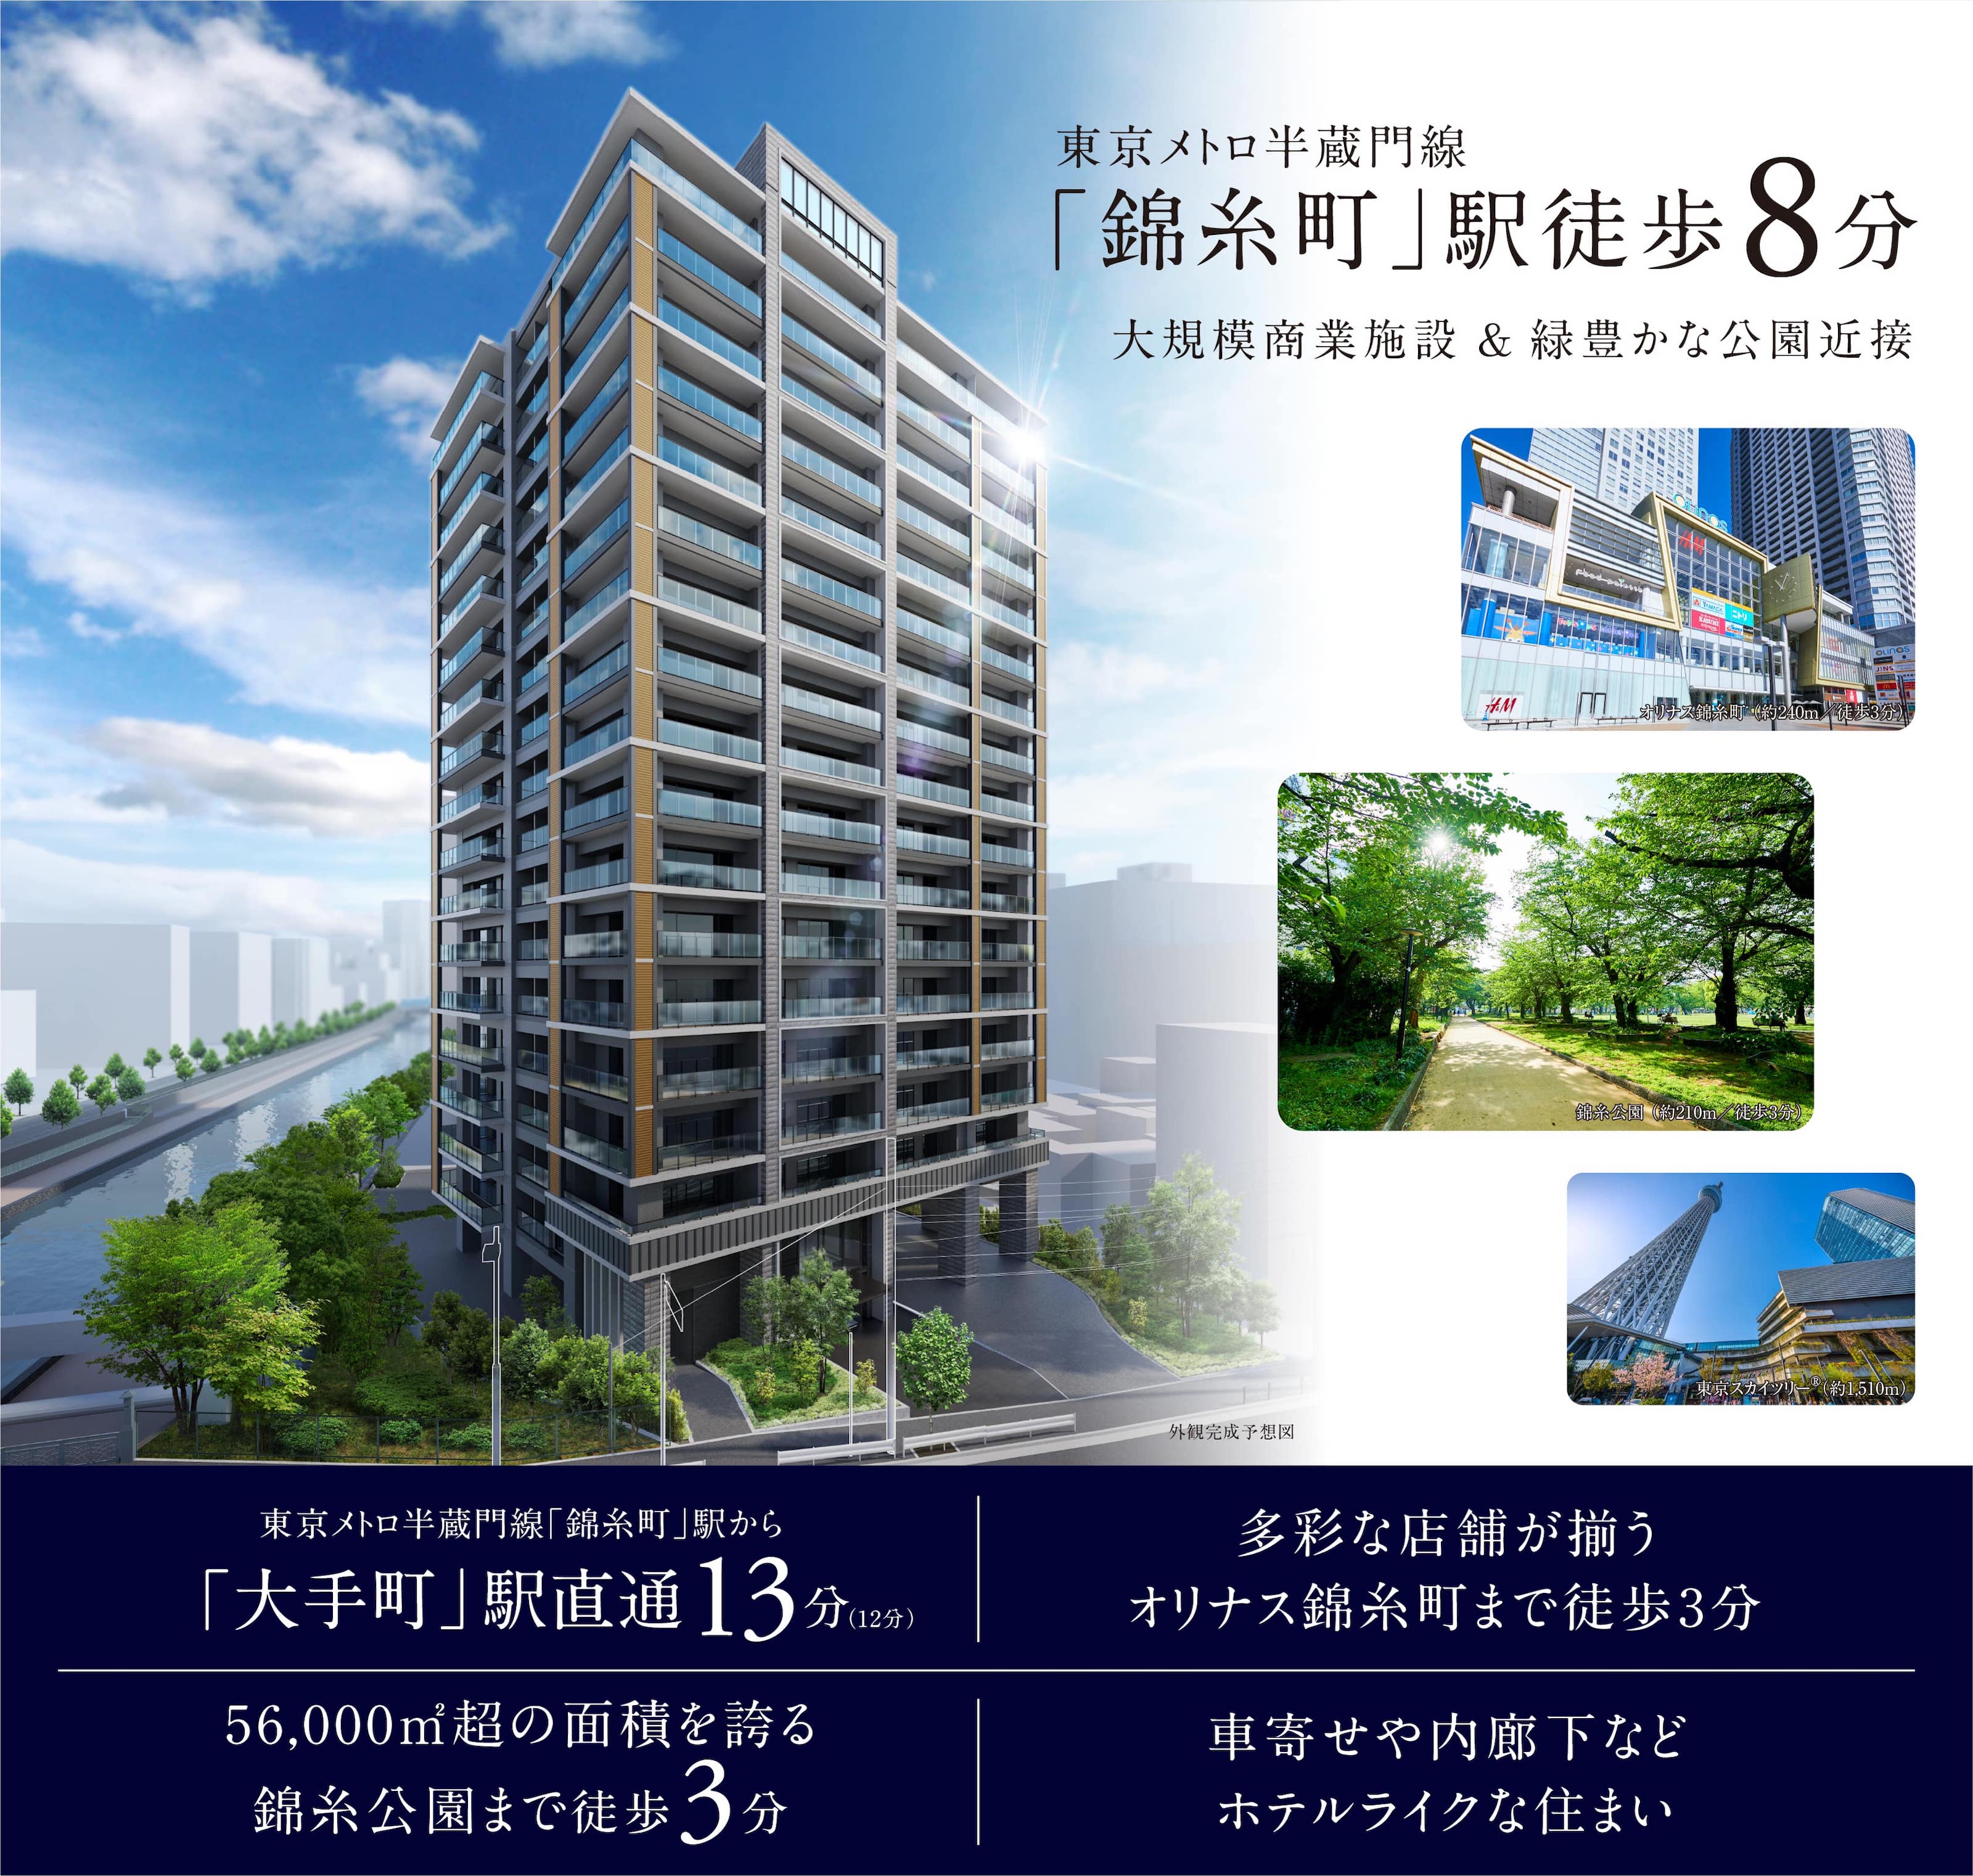 東京メトロ半蔵門線
「錦糸町」駅徒歩8分
大規模商業施設 & 緑豊かな公園近接
OLINAS
H&M
YAMADA
ニトリ
OLINAS
JINS
H&M
オリナス錦糸町(約240m/徒歩3分)
錦糸公園(約210m/徒歩3分)
東京スカイツリー®(約1,510m)
外観完成予想図
東京メトロ半蔵門線「錦糸町」駅から
「大手町」駅直通13分(12分)
多彩な店舗が揃う
オリナス錦糸町まで徒歩3分
56,000㎡超の面積を誇る
錦糸公園まで徒歩3分
車寄せや内廊下など
ホテルライクな住まい